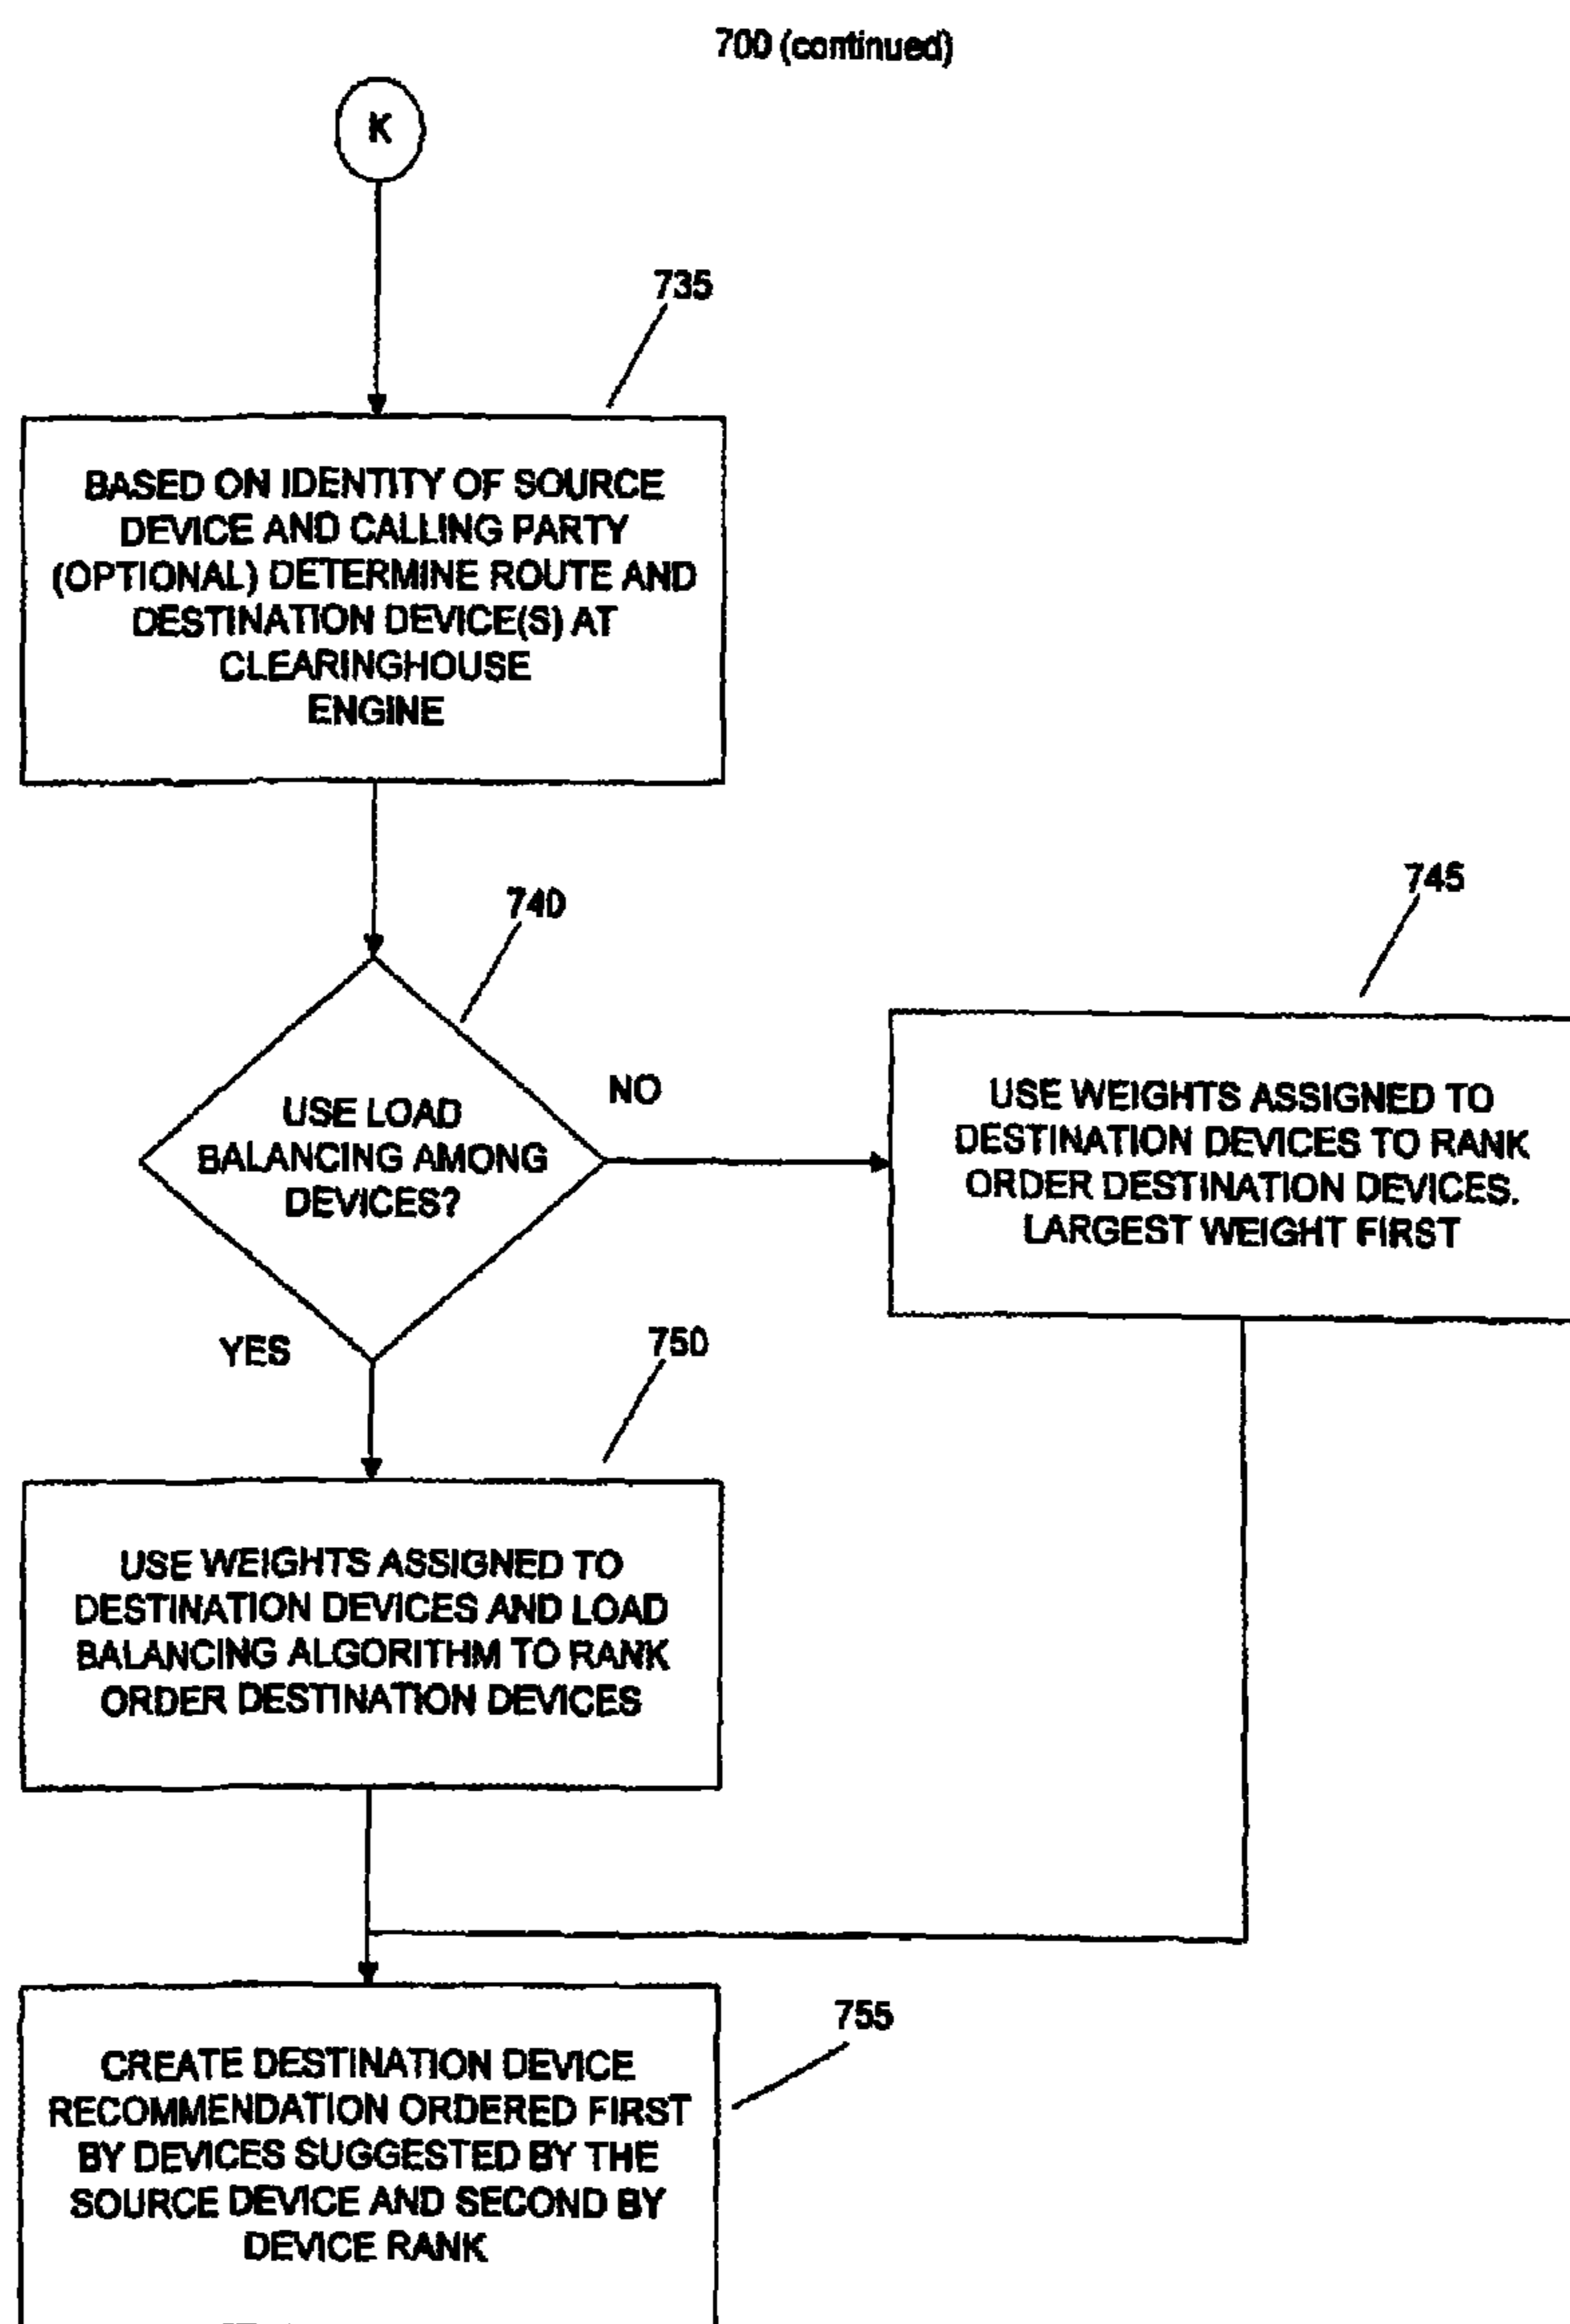 700 (continued)
K
735
BASED ON IDENTITY OF SOURCE
DEVICE AND CALLING PARTY
(OPTIONAL) DETERMINE ROUTE AND
DESTINATION DEVICE(S) AT
CLEARINGHOUSE
ENGINE
740
USE LOAD
BALANCING AMONG
DEVICES?
NO
YES
745
USE WEIGHTS ASSIGNED TO
DESTINATION DEVICES TO RANK
ORDER DESTINATION DEVICES.
LARGEST WEIGHT FIRST
750
USE WEIGHTS ASSIGNED TO
DESTINATION DEVICES AND LOAD
BALANCING ALGORITHM TO RANK
ORDER DESTINATION DEVICES
755
CREATE DESTINATION DEVICE
RECOMMENDATION ORDERED FIRST
BY DEVICES SUGGESTED BY THE
SOURCE DEVICE AND SECOND BY
DEVICE RANK